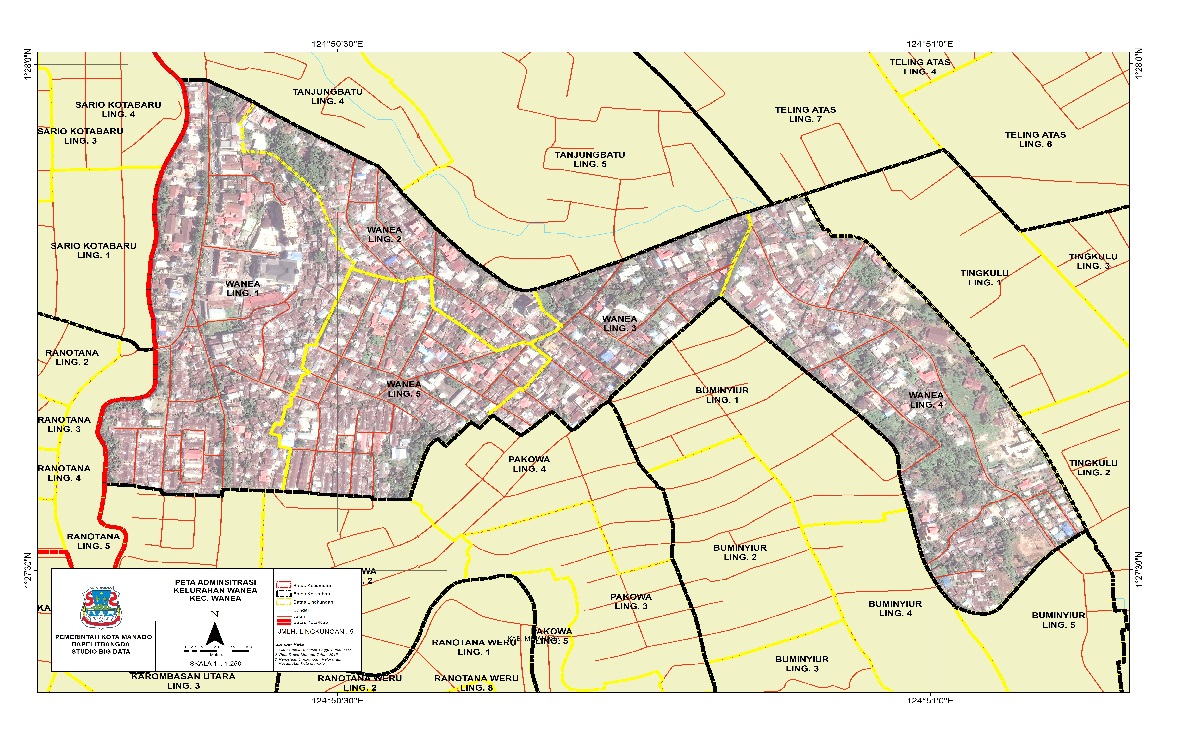 124°50'30"E
124°51'0"E
1°28'0"N
1°28'0"N
TELING ATAS
LING. 4
TANJUNGBATU
LING. 4
SARIO KOTABARU
LING. 4
TELING ATAS
LING. 7
SARIO KOTABARU
LING. 3
TELING ATAS
LING. 6
TANJUNGBATU
LING. 5
WANEA
LING. 2
SARIO KOTABARU
LING. 1
TINGKULU
LING. 3
TINGKULU
LING. 1
WANEA
LING. 1
WANEA
LING. 3
RANOTANA
LING. 2
WANEA
LING. 5
BUMINYIUR
LING. 1
WANEA
LING. 4
RANOTANA
LING. 3
PAKOWA
LING. 4
RANOTANA
LING. 4
TINGKULU
LING. 2
RANOTANA
LING. 5
BUMINYIUR
LING. 2
1°27'30"N
1°27'30"N
PAKOWA
LING. 3
BUMINYIUR
LING. 4
BUMINYIUR
LING. 5
PAKOWA
LING. 5
RANOTANA WERU
LING. 1
BUMINYIUR
LING. 3
KAROMBASAN UTARA
LING. 3
RANOTANA WERU
LING. 2
RANOTANA WERU
LING. 8
PEMERINTAH KOTA MANADO
BAPELITBANGDA
STUDIO BIG DATA
PETA ADMINSITRASI
KELURAHAN WANEA
KEC. WANEA
N
SKALA 1 : 1.250
Batas Lingkungan
JMLH. LINGKUNGAN : 5
124°50'30"E
124°51'0"E